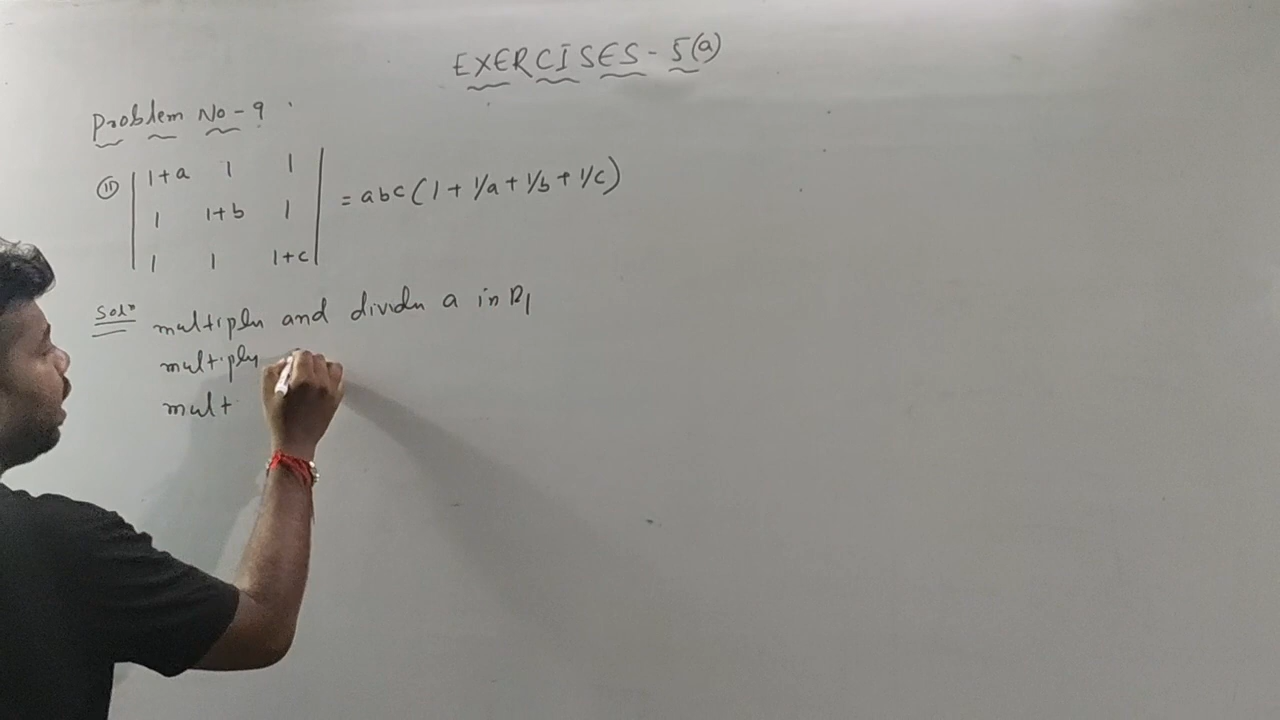 EXERCISES - 5(a)
Problem No - 9
(ii) | 1+a 1 1 | = abc (1 + 1/a + 1/b + 1/c)
1 1+b 1
1 1 1+c
Solⁿ multiply and divide a in R1
multiply
mult